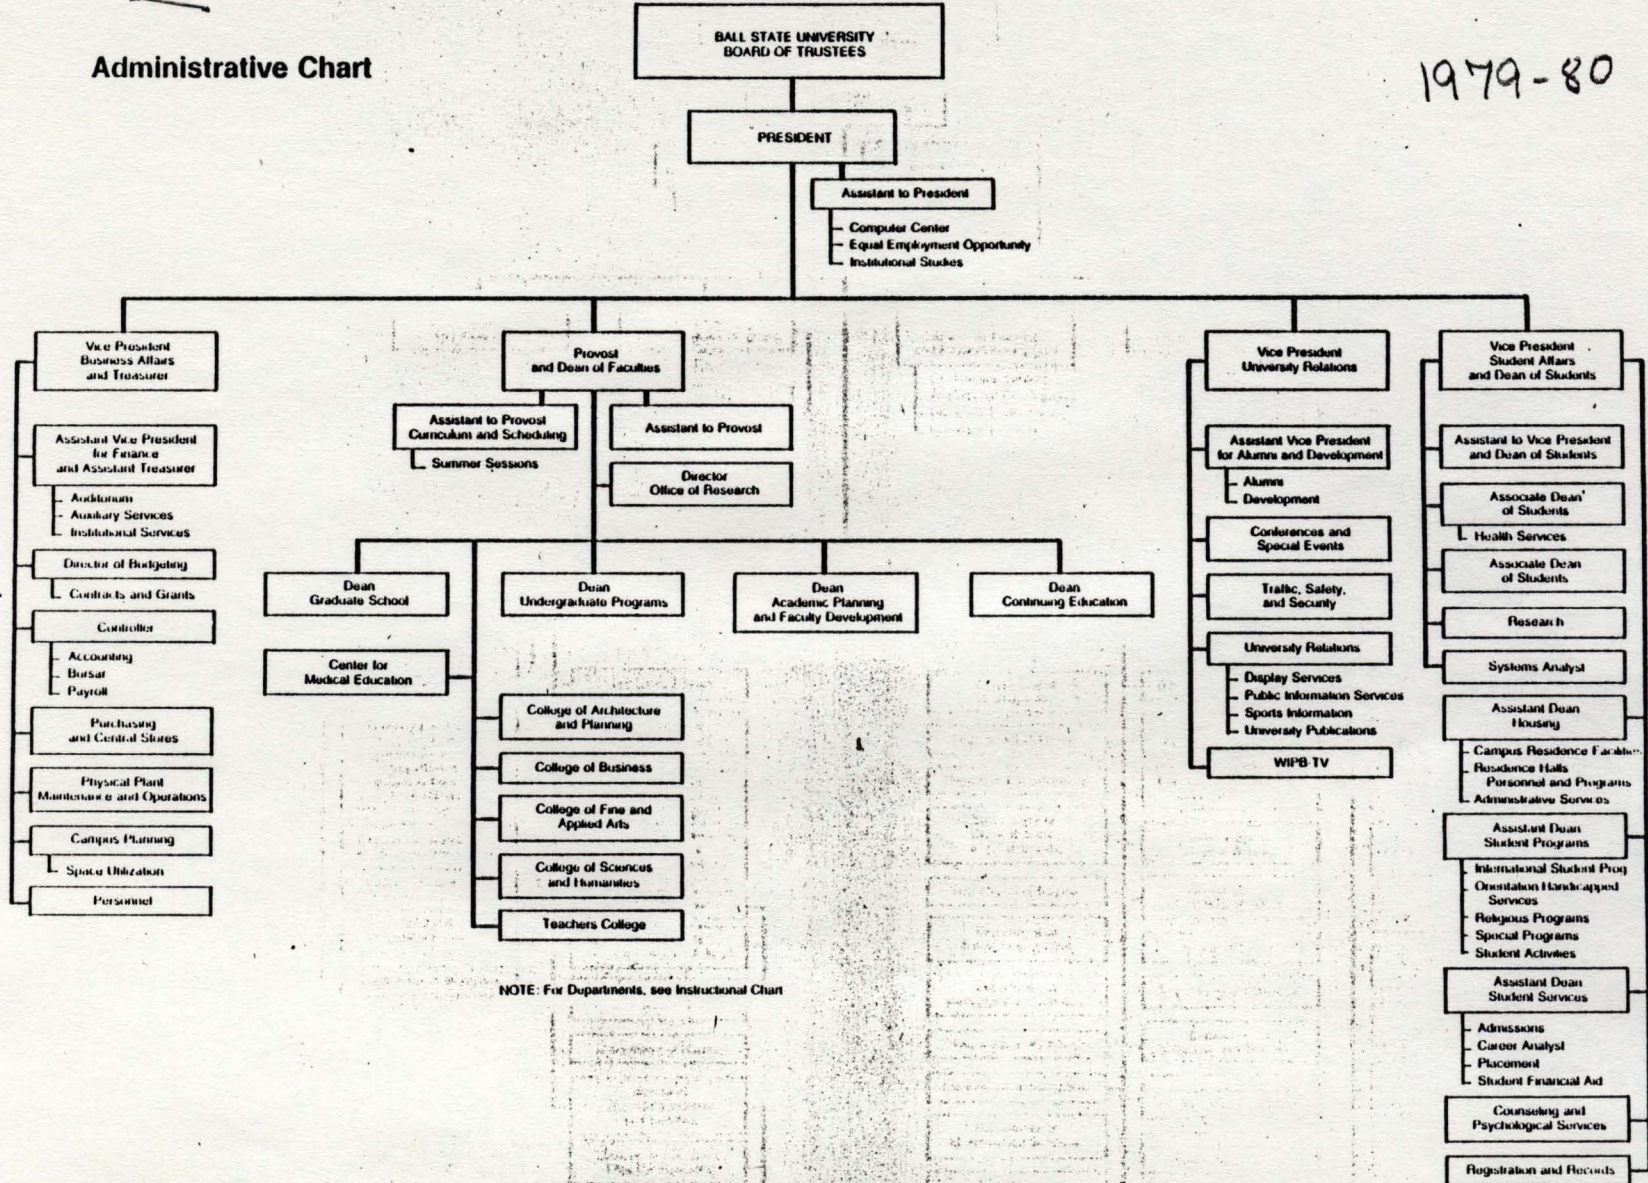 Administrative Chart
1979-80
BALL STATE UNIVERSITY
BOARD OF TRUSTEES
PRESIDENT
Assistant to President
Computer Center
Equal Employment Opportunity
Institutional Studies
Vice President
Business Affairs
and Treasurer
Assistant Vice President
for Finance
and Assistant Treasurer
Auditorium
Auxiliary Services
Institutional Services
Director of Budgeting
Contracts and Grants
Controller
Accounting
Bursar
Payroll
Purchasing
and Central Stores
Physical Plant
Maintenance and Operations
Campus Planning
Space Utilization
Personnel
Provost
and Dean of Faculties
Assistant to Provost
Curriculum and Scheduling
Summer Sessions
Assistant to Provost
Director
Office of Research
Dean
Graduate School
Dean
Undergraduate Programs
Dean
Academic Planning
and Faculty Development
Dean
Continuing Education
Center for
Medical Education
College of Architecture
and Planning
College of Business
College of Fine and
Applied Arts
College of Sciences
and Humanities
Teachers College
NOTE: For Departments, see Instructional Chart
Vice President
University Relations
Assistant Vice President
for Alumni and Development
Alumni
Development
Conferences and
Special Events
Traffic, Safety,
and Security
University Relations
Display Services
Public Information Services
Sports Information
University Publications
WIPB-TV
Vice President
Student Affairs
and Dean of Students
Assistant to Vice President
and Dean of Students
Associate Dean
of Students
Health Services
Associate Dean
of Students
Research
Systems Analyst
Assistant Dean
Housing
Campus Residence Facilities
Residence Halls
Personnel and Programs
Administrative Services
Assistant Dean
Student Programs
International Student Prog
Orientation Handicapped
Services
Religious Programs
Special Programs
Student Activities
Assistant Dean
Student Services
Admissions
Career Analyst
Placement
Student Financial Aid
Counseling and
Psychological Services
Registration and Records